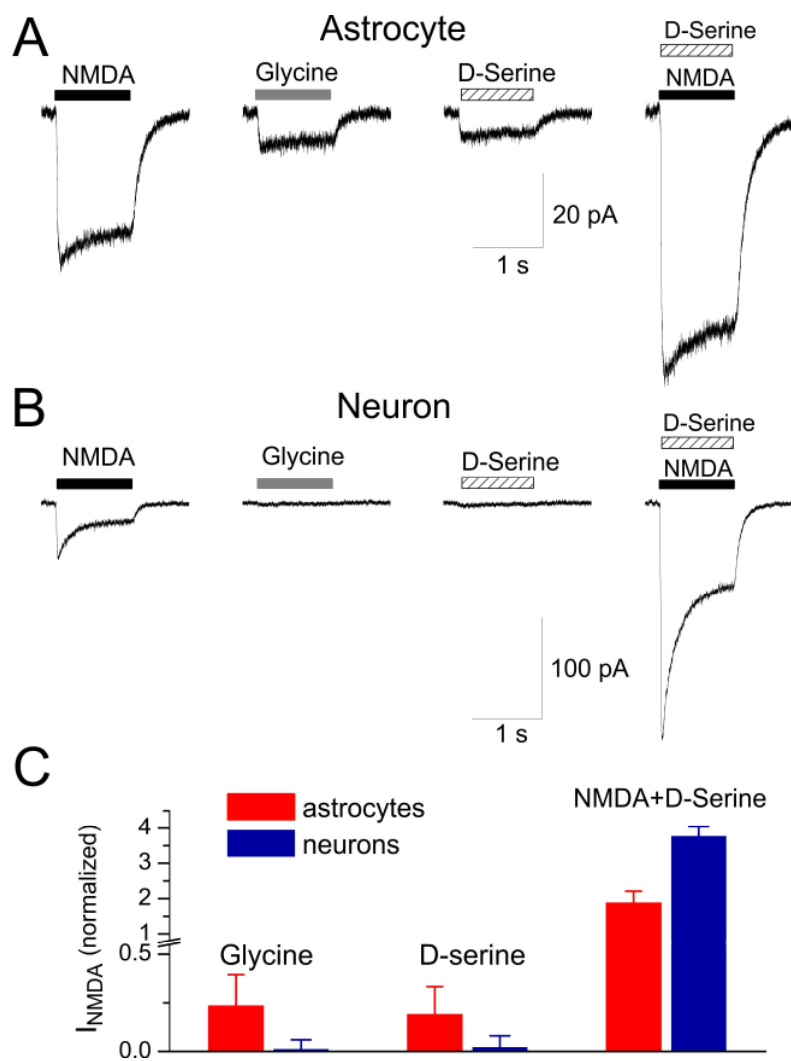 A
Astrocyte
D-Serine
NMDA
Glycine
D-Serine
NMDA
20 pA
1 s
B
Neuron
D-Serine
NMDA
Glycine
D-Serine
NMDA
100 pA
1 s
C
astrocytes
neurons
NMDA+D-Serine
4
3
2
1
0.5
0.0
Glycine
D-serine
INMDA (normalized)